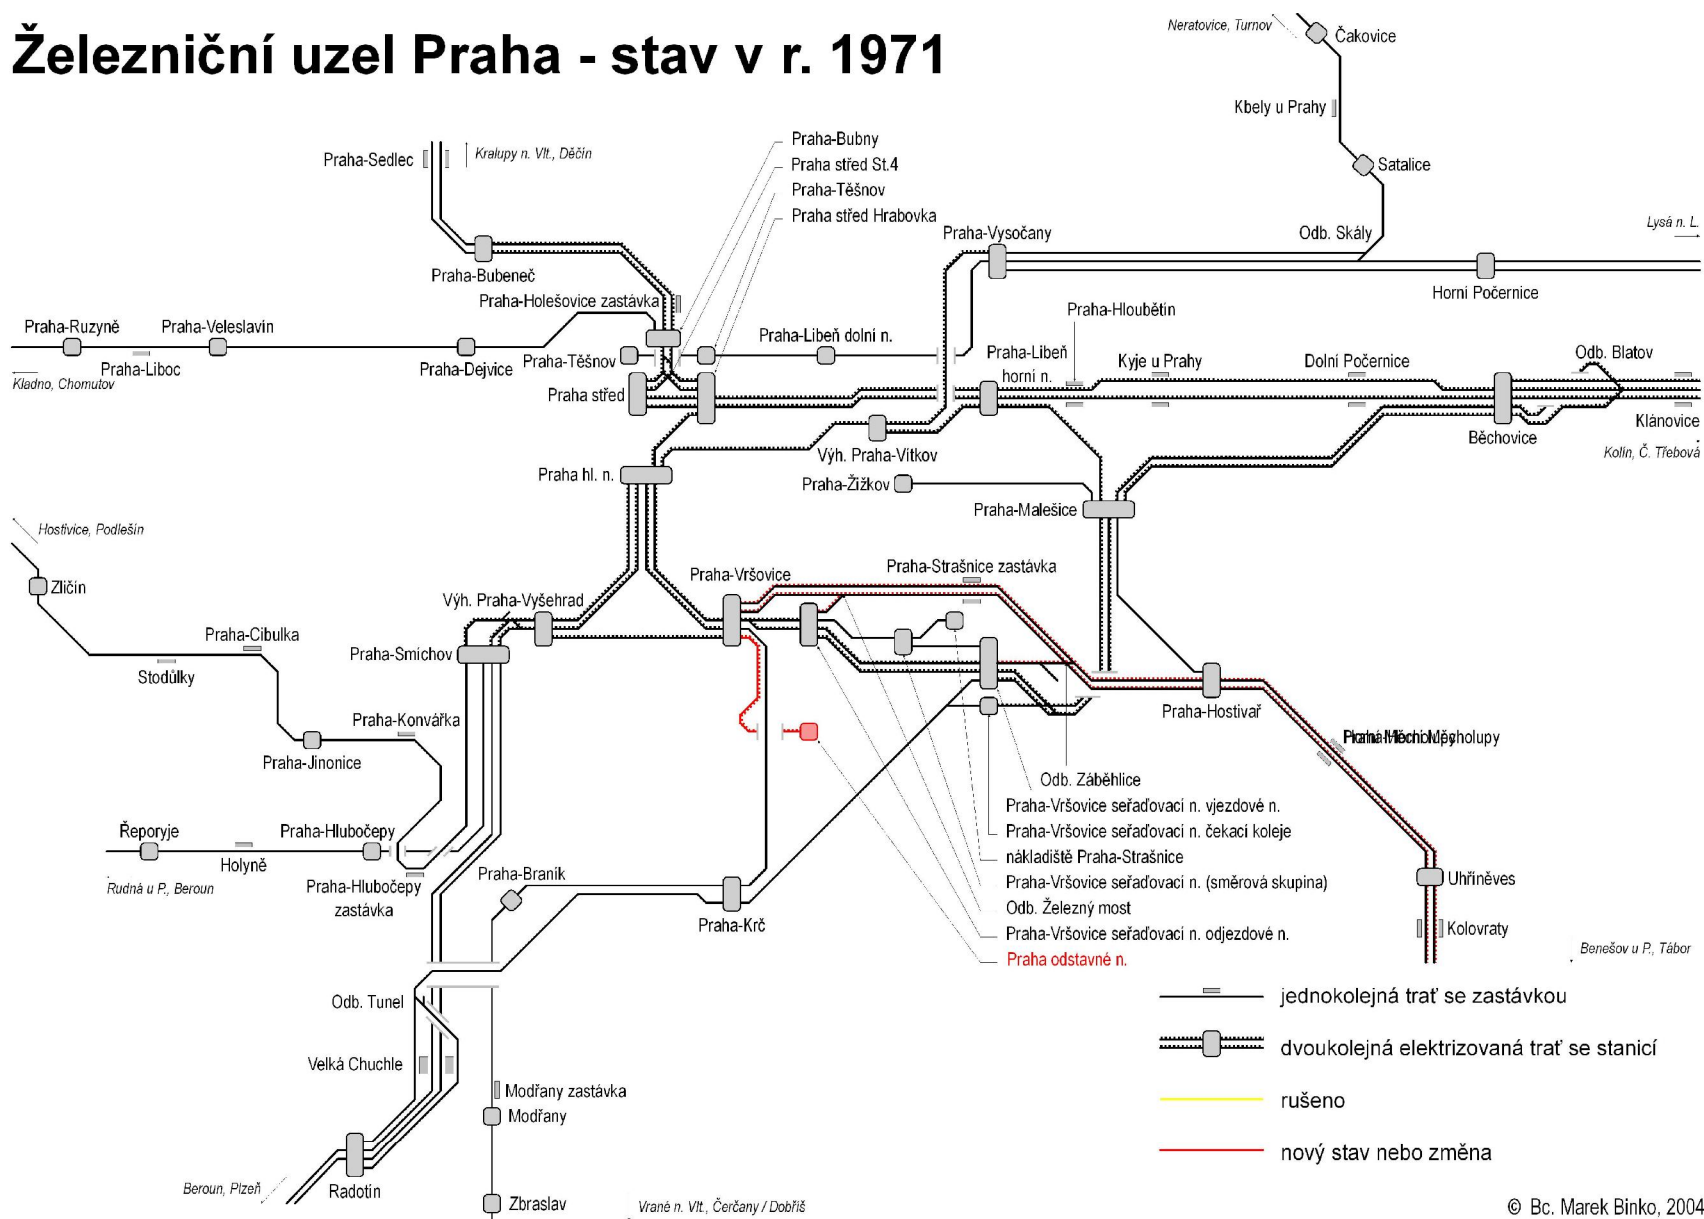 Železniční uzel Praha - stav v r. 1971
Neratovice, Turnov
Čakovice
Kbely u Prahy
Satalice
Praha-Sedlec
Kralupy n. Vlt., Děčín
Praha-Bubny
Praha střed St.4
Praha-Těšnov
Praha střed Hrabovka
Praha-Vysočany
Odb. Skály
Lysá n. L.
Praha-Bubeneč
Praha-Holešovice zastávka
Horní Počernice
Praha-Ruzyně
Praha-Veleslavín
Praha-Liboc
Praha-Dejvice
Kladno, Chomutov
Praha-Těšnov
Praha-Libeň dolní n.
Praha-Hloubětín
Praha-Libeň
horní n.
Kyje u Prahy
Dolní Počernice
Odb. Blatov
Praha střed
Klánovice
Běchovice
Kolín, Č. Třebová
Výh. Praha-Vítkov
Praha hl. n.
Praha-Žižkov
Praha-Malešice
Hostivice, Podlešín
Zličín
Praha-Vršovice
Praha-Strašnice zastávka
Výh. Praha-Vyšehrad
Praha-Cibulka
Stodůlky
Praha-Smíchov
Praha-Hostivař
Praha-Konvářka
Praha-Jinonice
Odb. Záběhlice
Praha-Vršovice seřaďovací n. vjezdové n.
Praha-Vršovice seřaďovací n. čekací koleje
nákladiště Praha-Strašnice
Praha-Vršovice seřaďovací n. (směrová skupina)
Odb. Železný most
Praha-Vršovice seřaďovací n. odjezdové n.
Praha odstavné n.
Řeporyje
Holyně
Praha-Hlubočepy
Rudná u P., Beroun
Praha-Hlubočepy
zastávka
Praha-Braník
Praha-Krč
Uhříněves
Kolovraty
Benešov u P., Tábor
Odb. Tunel
Velká Chuchle
Modřany zastávka
Modřany
Radotín
Beroun, Plzeň
Zbraslav
Vrané n. Vlt., Čerčany / Dobříš
jednokolejná trať se zastávkou
dvoukolejná elektrizovaná trať se stanicí
rušeno
nový stav nebo změna
© Bc. Marek Binko, 2004